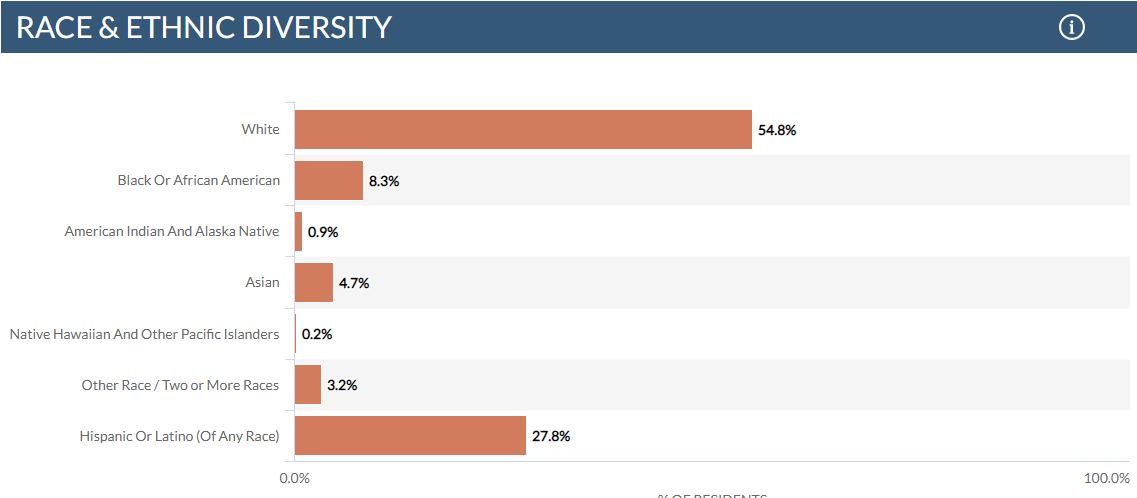 RACE & ETHNIC DIVERSITY
White 54.8%
Black Or African American 8.3%
American Indian And Alaska Native 0.9%
Asian 4.7%
Native Hawaiian And Other Pacific Islanders 0.2%
Other Race / Two or More Races 3.2%
Hispanic Or Latino (Of Any Race) 27.8%
0.0% 100.0%
% OF RESIDENTS